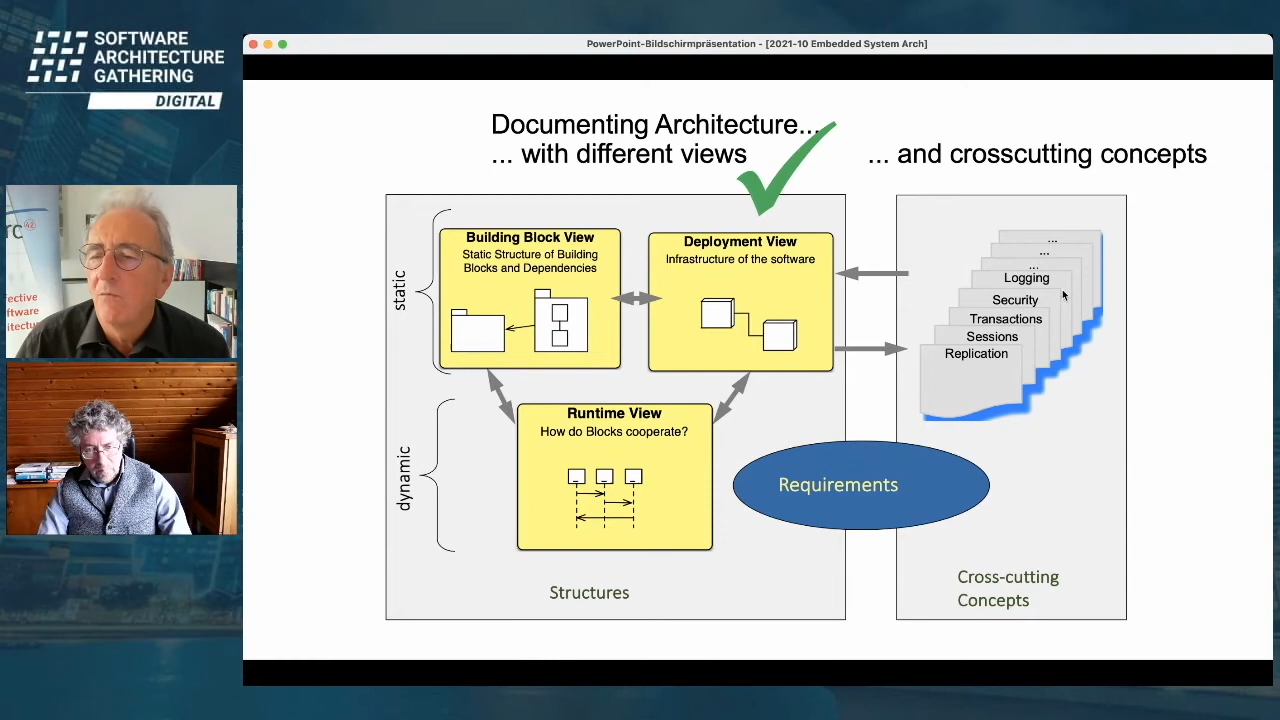 SOFTWARE
ARCHITECTURE
GATHERING
DIGITAL
PowerPoint-Bildschirmpräsentation - [2021-10 Embedded System Arch]
Documenting Architecture...
... with different views
... and crosscutting concepts
static
Building Block View
Static Structure of Building
Blocks and Dependencies
Deployment View
Infrastructure of the software
...
...
...
Logging
Security
Transactions
Sessions
Replication
dynamic
Runtime View
How do Blocks cooperate?
Requirements
Structures
Cross-cutting
Concepts